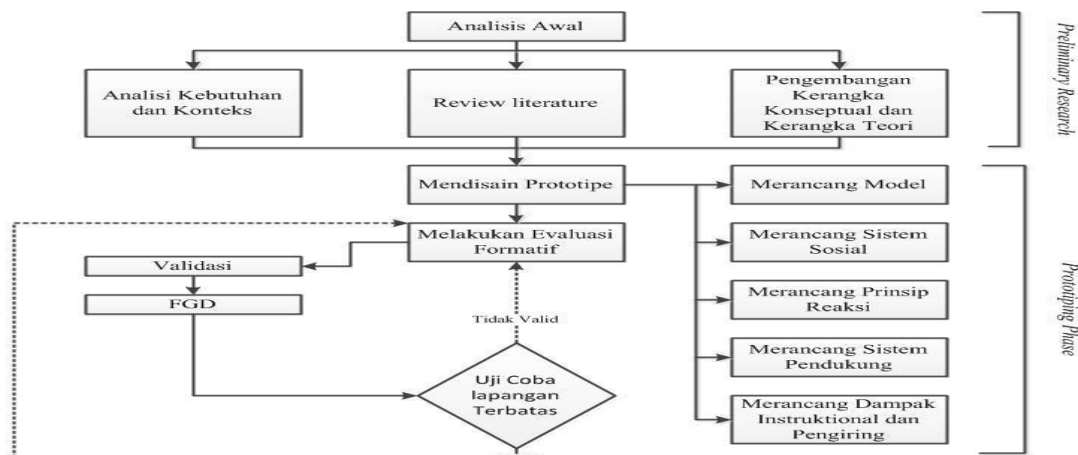 Analisis Awal
Analisi Kebutuhan
dan Konteks
Review literature
Pengembangan
Kerangka
Konseptual dan
Kerangka Teori
Preliminary Research
Mendisain Prototipe
Merancang Model
Melakukan Evaluasi
Formatif
Merancang Sistem
Sosial
Validasi
FGD
Merancang Prinsip
Reaksi
Tidak Valid
Merancang Sistem
Pendukung
Uji Coba
lapangan
Terbatas
Merancang Dampak
Instruktional dan
Pengiring
Prototiping Phase